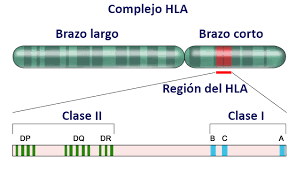 Complejo HLA
Brazo largo Brazo corto
Región del HLA
Clase II Clase I
DP DQ DR B C A